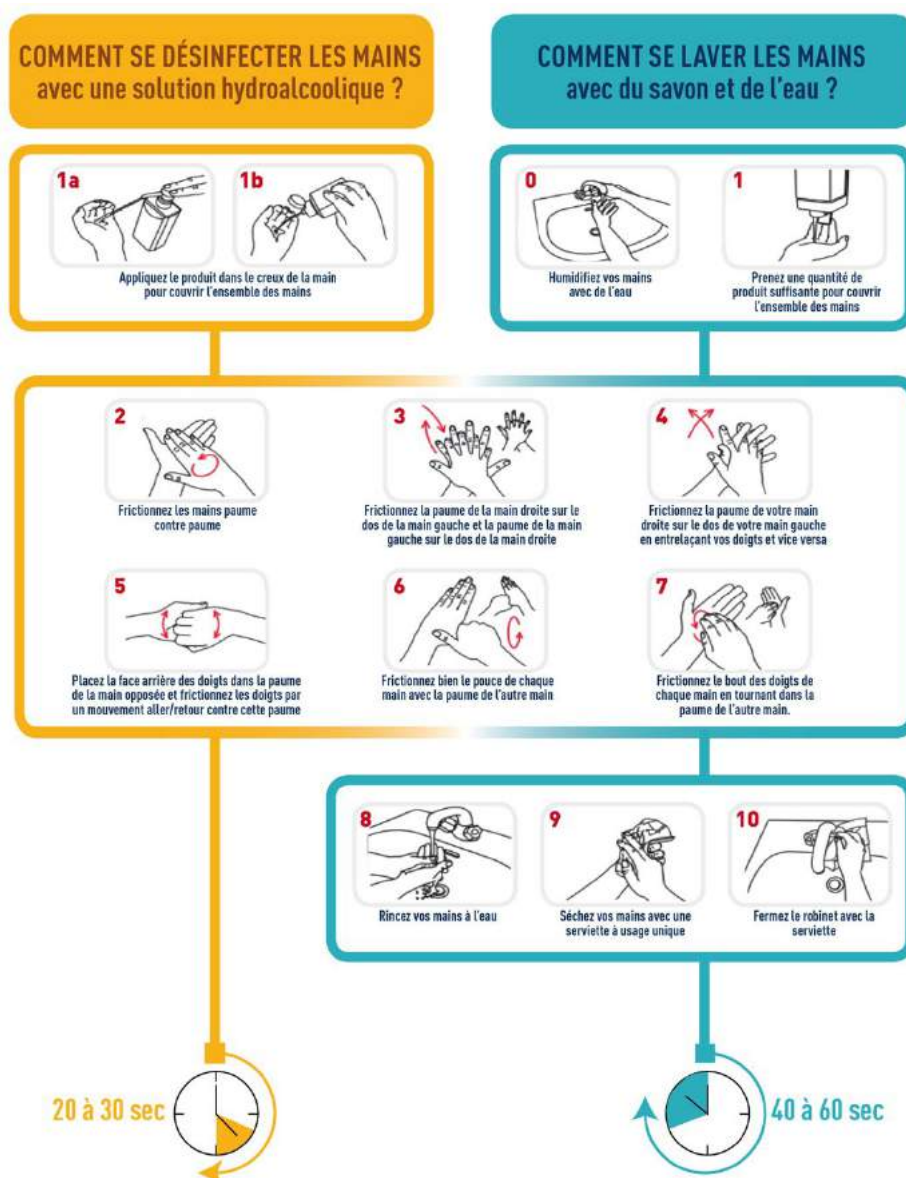 COMMENT SE DÉSINFECTER LES MAINS
avec une solution hydroalcoolique ?
COMMENT SE LAVER LES MAINS
avec du savon et de l'eau ?
1a
1b
Appliquez le produit dans le creux de la main
pour couvrir l'ensemble des mains
0
Humidifiez vos mains
avec de l'eau
1
Prenez une quantité de
produit suffisante pour couvrir
l'ensemble des mains
2
Frictionnez les mains paume
contre paume
3
Frictionnez la paume de la main droite sur le
dos de la main gauche et la paume de la main
gauche sur le dos de la main droite
4
Frictionnez la paume de votre main
droite sur le dos de votre main gauche
en entrelaçant vos doigts et vice versa
5
Placez la face arrière des doigts dans la paume
de la main opposée et frictionnez les doigts par
un mouvement aller/retour contre cette paume
6
Frictionnez bien le pouce de chaque
main avec la paume de l'autre main
7
Frictionnez le bout des doigts de
chaque main en tournant dans la
paume de l'autre main.
8
Rincez vos mains à l'eau
9
Séchez vos mains avec une
serviette à usage unique
10
Fermez le robinet avec la
serviette
20 à 30 sec
40 à 60 sec